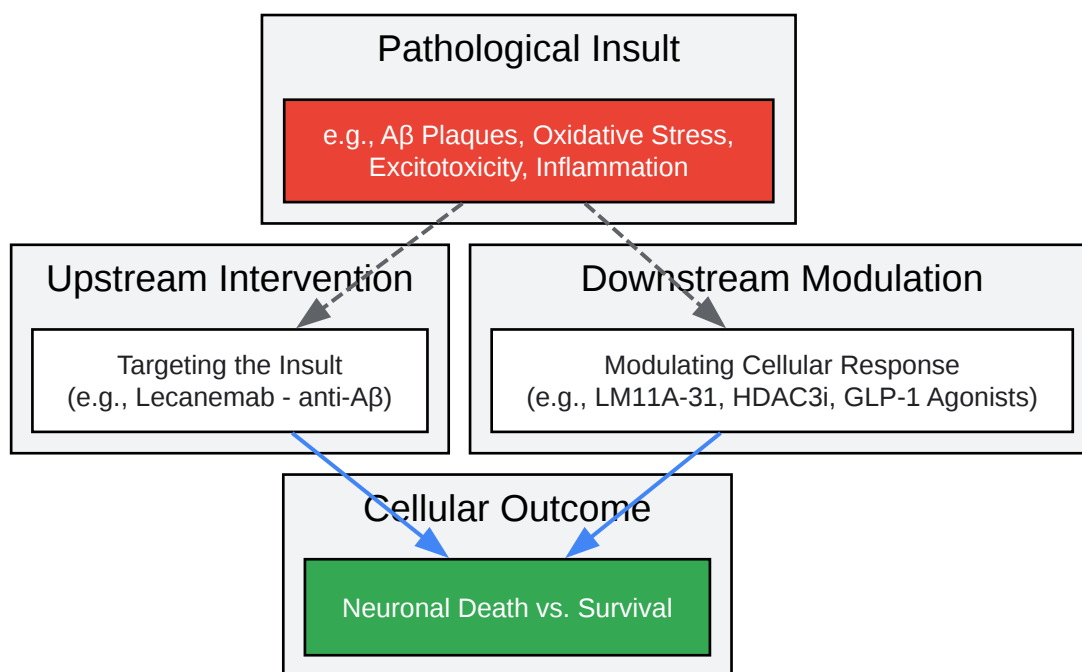 Pathological Insult
e.g., Aβ Plaques, Oxidative Stress,
Excitotoxicity, Inflammation
Upstream Intervention
Targeting the Insult
(e.g., Lecanemab - anti-Aβ)
Downstream Modulation
Modulating Cellular Response
(e.g., LM11A-31, HDAC3i, GLP-1 Agonists)
Cellular Outcome
Neuronal Death vs. Survival